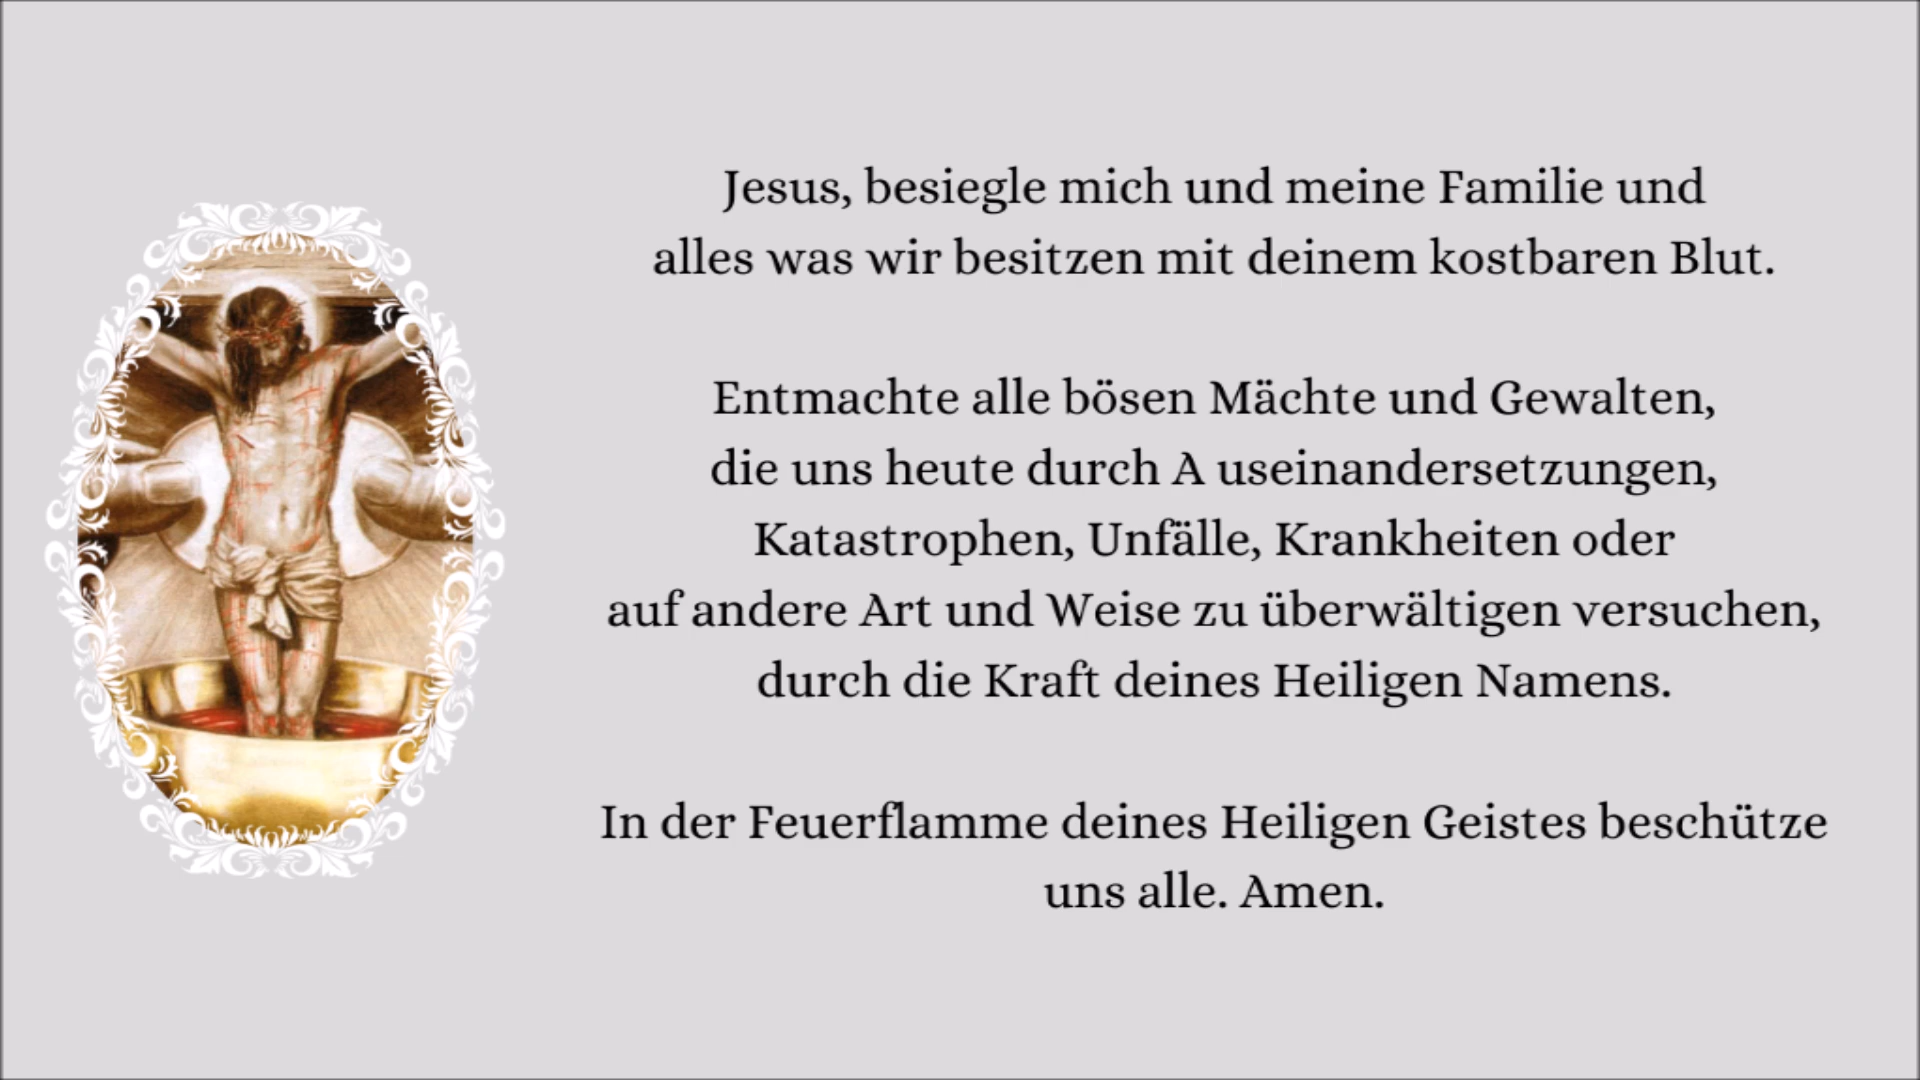 Jesus, besiegle mich und meine Familie und
alles was wir besitzen mit deinem kostbaren Blut.
Entmachte alle bösen Mächte und Gewalten,
die uns heute durch A useinandersetzungen,
Katastrophen, Unfälle, Krankheiten oder
auf andere Art und Weise zu überwältigen versuchen,
durch die Kraft deines Heiligen Namens.
In der Feuerflamme deines Heiligen Geistes beschütze
uns alle. Amen.